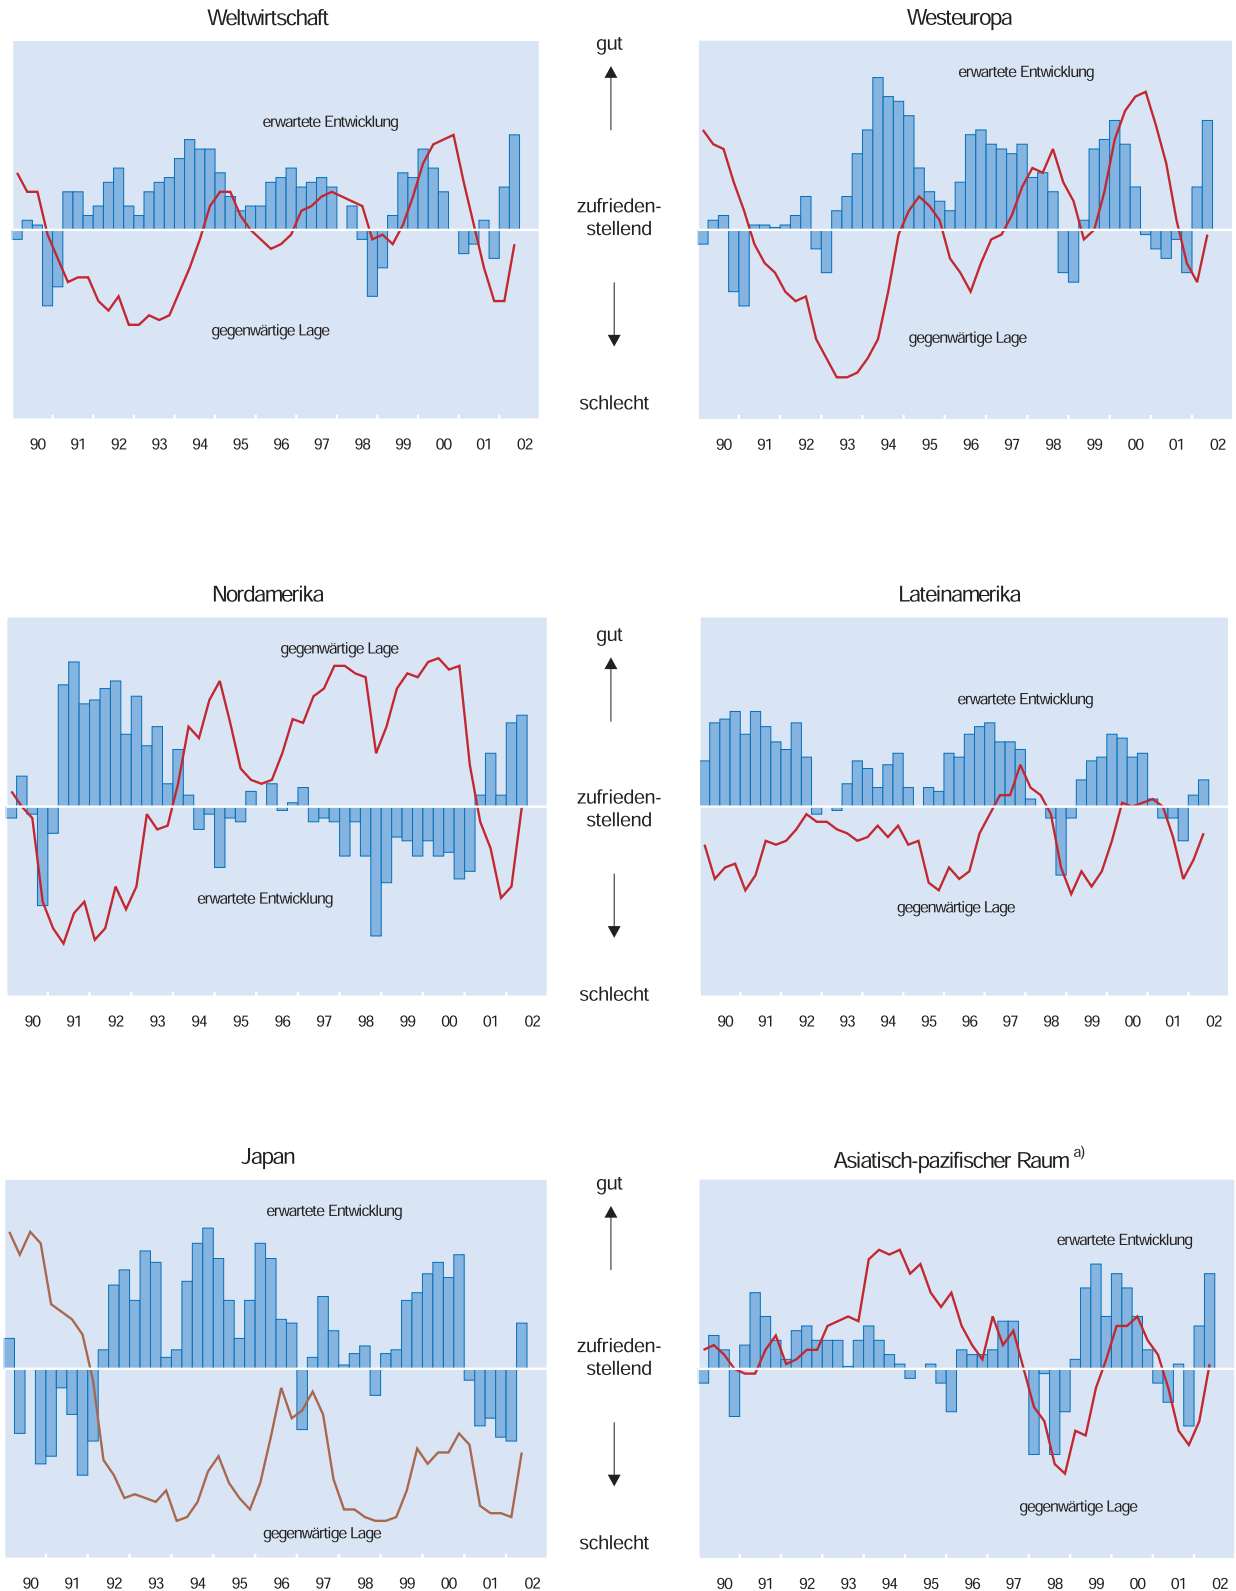 Weltwirtschaft
Westeuropa
gut
erwartete Entwicklung
erwartete Entwicklung
zufrieden-
stellend
gegenwärtige Lage
gegenwärtige Lage
schlecht
90 91 92 93 94 95 96 97 98 99 00 01 02
90 91 92 93 94 95 96 97 98 99 00 01 02
Nordamerika
Lateinamerika
gut
gegenwärtige Lage
erwartete Entwicklung
zufrieden-
stellend
erwartete Entwicklung
gegenwärtige Lage
schlecht
90 91 92 93 94 95 96 97 98 99 00 01 02
90 91 92 93 94 95 96 97 98 99 00 01 02
Japan
Asiatisch-pazifischer Raum a)
gut
erwartete Entwicklung
erwartete Entwicklung
zufrieden-
stellend
gegenwärtige Lage
gegenwärtige Lage
schlecht
90 91 92 93 94 95 96 97 98 99 00 01 02
90 91 92 93 94 95 96 97 98 99 00 01 02